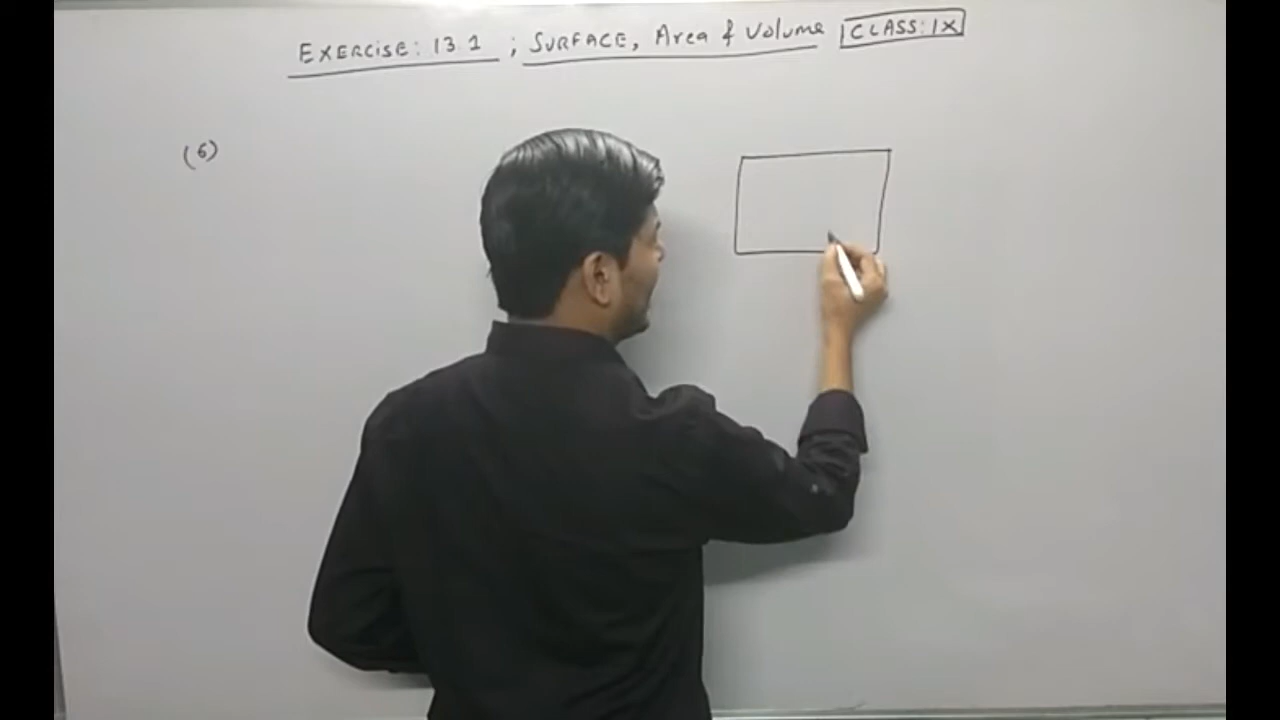 EXERCISE: 13.1 ; SURFACE, Area & Volume CLASS: IX
(6)